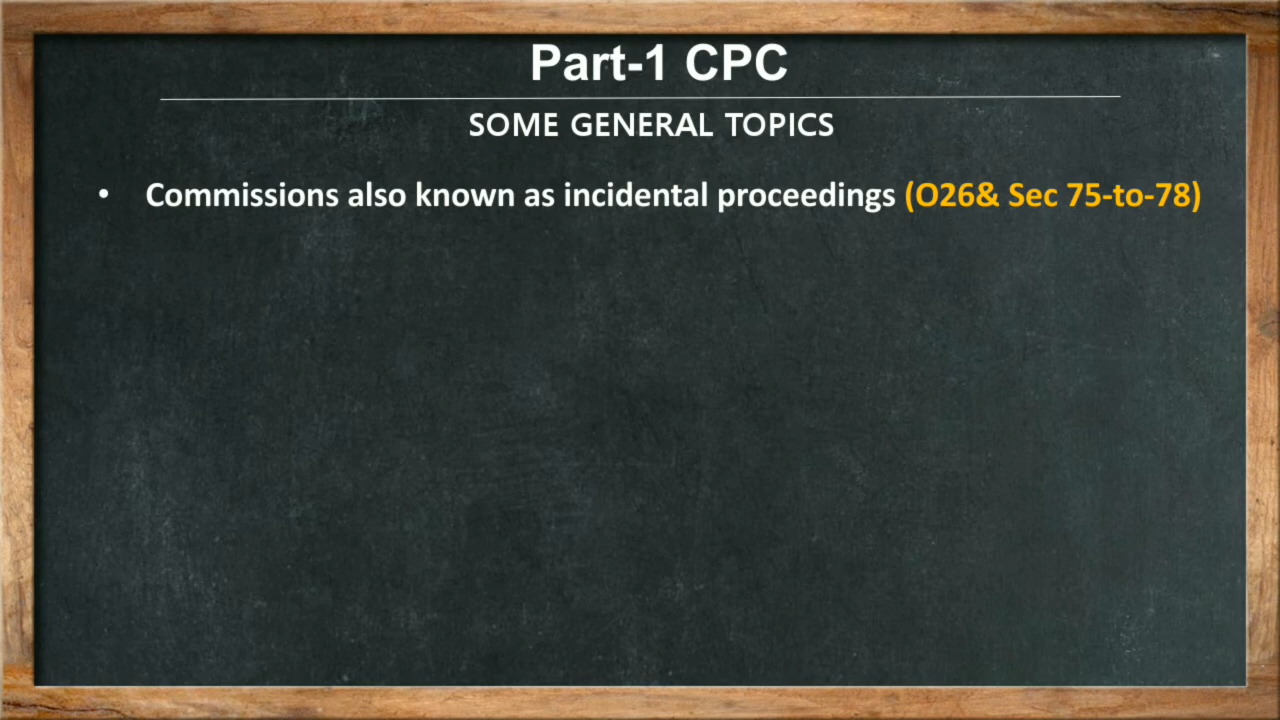 Part-1 CPC
SOME GENERAL TOPICS
• Commissions also known as incidental proceedings (O26& Sec 75-to-78)